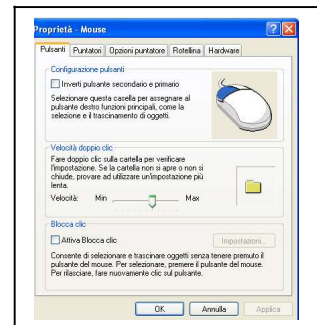 Proprietà - Mouse
Pulsanti Puntatori Opzioni puntatore Rotellina Hardware
Configurazione pulsanti
Inverti pulsante secondario e primario
Selezionare questa casella per assegnare al
pulsante destro funzioni principali, come la
selezione e il trascinamento di oggetti.
Velocità doppio clic
Fare doppio clic sulla cartella per verificare
l'impostazione. Se la cartella non si apre o non si
chiude, provare ad utilizzare un'impostazione più
lenta.
Velocità: Min Max
Blocca clic
Attiva Blocca clic Impostazioni...
Consente di selezionare e trascinare oggetti senza tenere premuto il
pulsante del mouse. Per selezionare, premere il pulsante del mouse.
Per rilasciare, fare nuovamente clic sul pulsante.
OK Annulla Applica